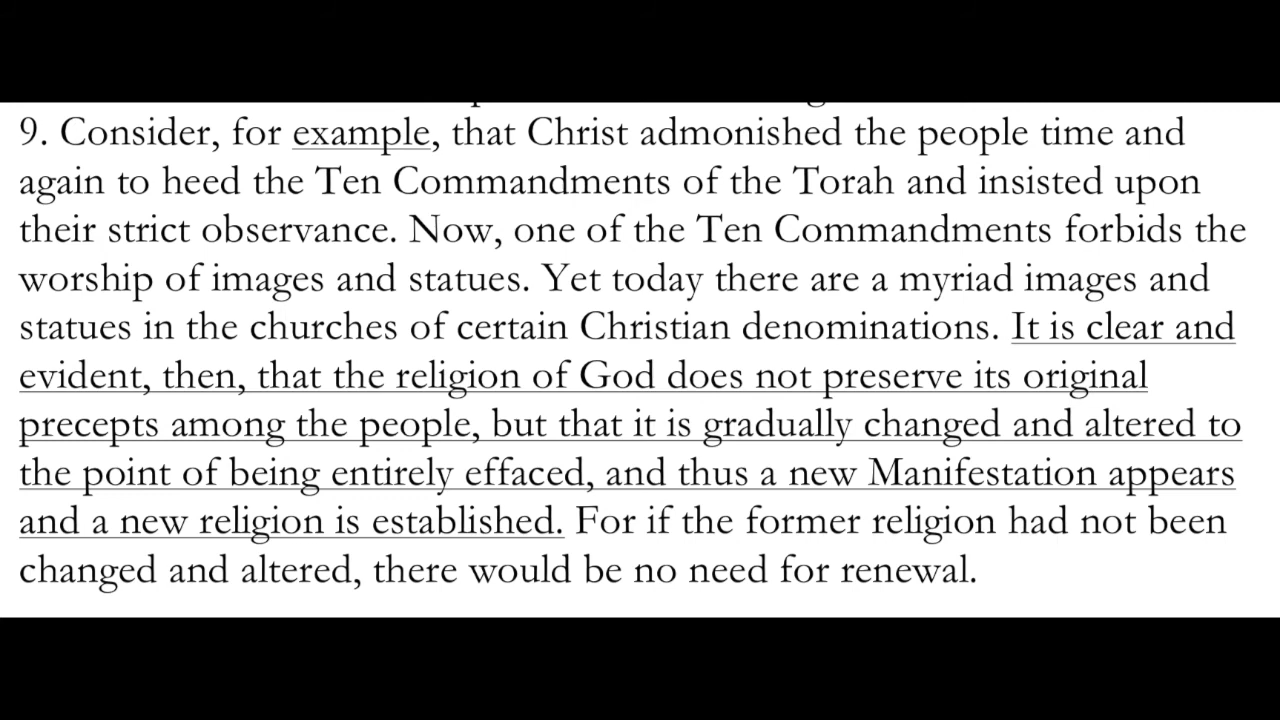 9. Consider, for example, that Christ admonished the people time and
again to heed the Ten Commandments of the Torah and insisted upon
their strict observance. Now, one of the Ten Commandments forbids the
worship of images and statues. Yet today there are a myriad images and
statues in the churches of certain Christian denominations. It is clear and
evident, then, that the religion of God does not preserve its original
precepts among the people, but that it is gradually changed and altered to
the point of being entirely effaced, and thus a new Manifestation appears
and a new religion is established. For if the former religion had not been
changed and altered, there would be no need for renewal.